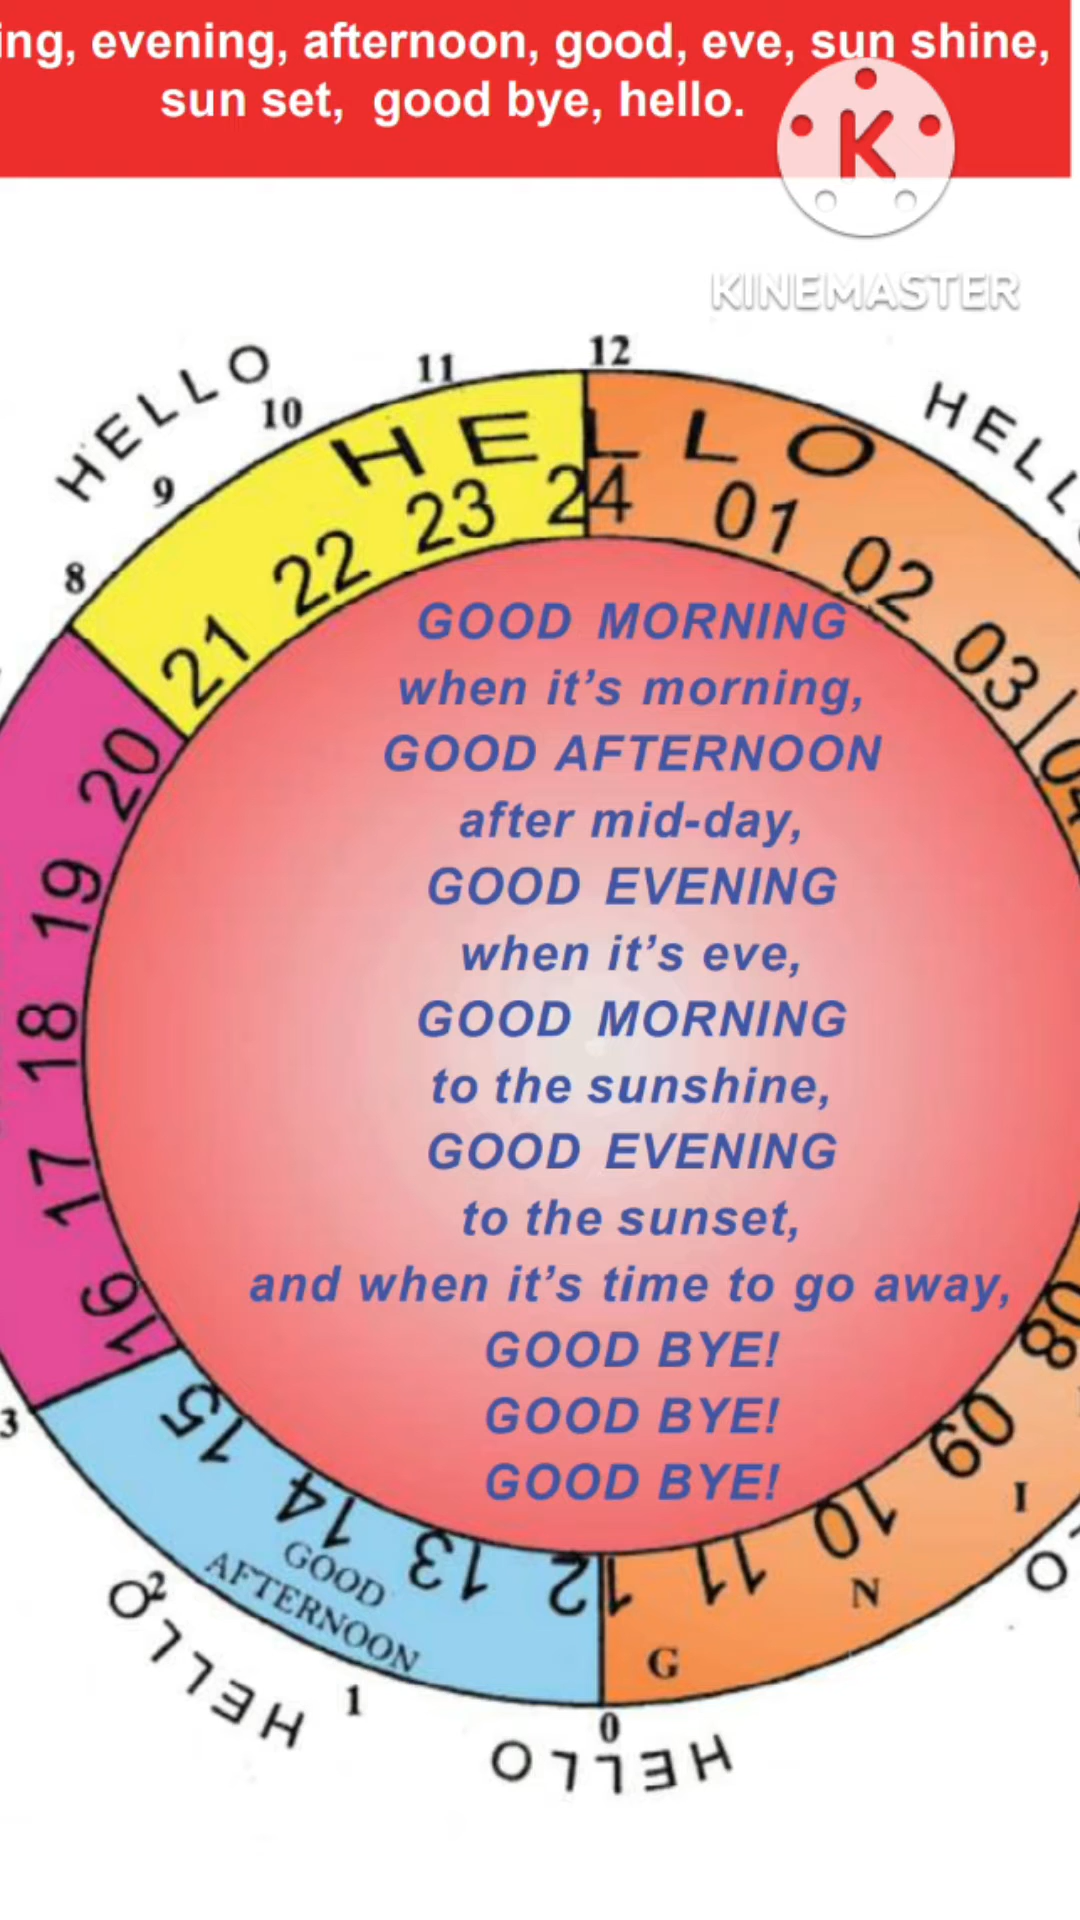 ing, evening, afternoon, good, eve, sun shine,
sun set, good bye, hello.
K
KINEMASTER
HELLO
HELL
8
9
10
11
12
HELLO
21
22
23
24
01
02
03
04
20
19
18
17
16
GOOD MORNING
when it’s morning,
GOOD AFTERNOON
after mid-day,
GOOD EVENING
when it’s eve,
GOOD MORNING
to the sunshine,
GOOD EVENING
to the sunset,
and when it’s time to go away,
GOOD BYE!
GOOD BYE!
GOOD BYE!
08
09
10
11
12
13
14
15
I
N
G
GOOD
AFTERNOON
3
2
1
0
HELLO
HELLO
O